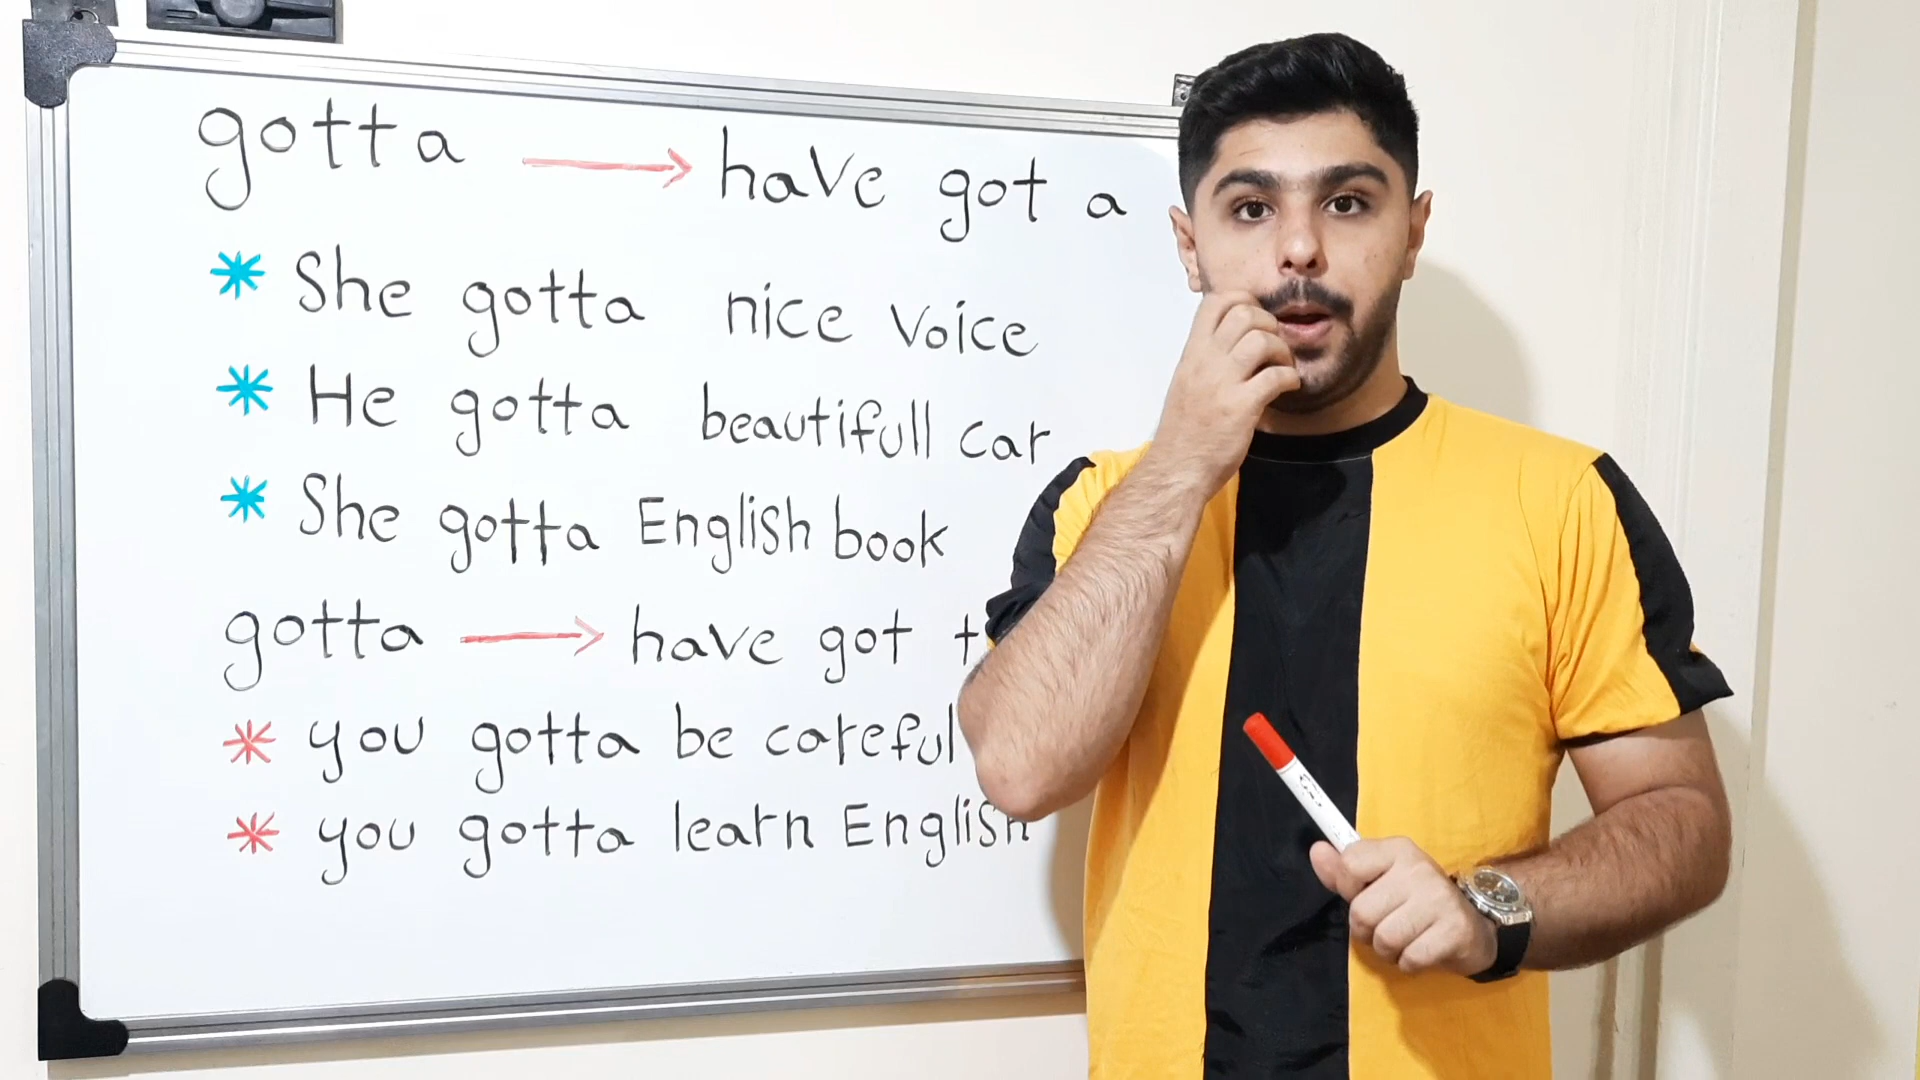 gotta → have got a
* She gotta nice voice
* He gotta beautifull car
* She gotta English book
gotta → have got
* you gotta be careful
* you gotta learn English